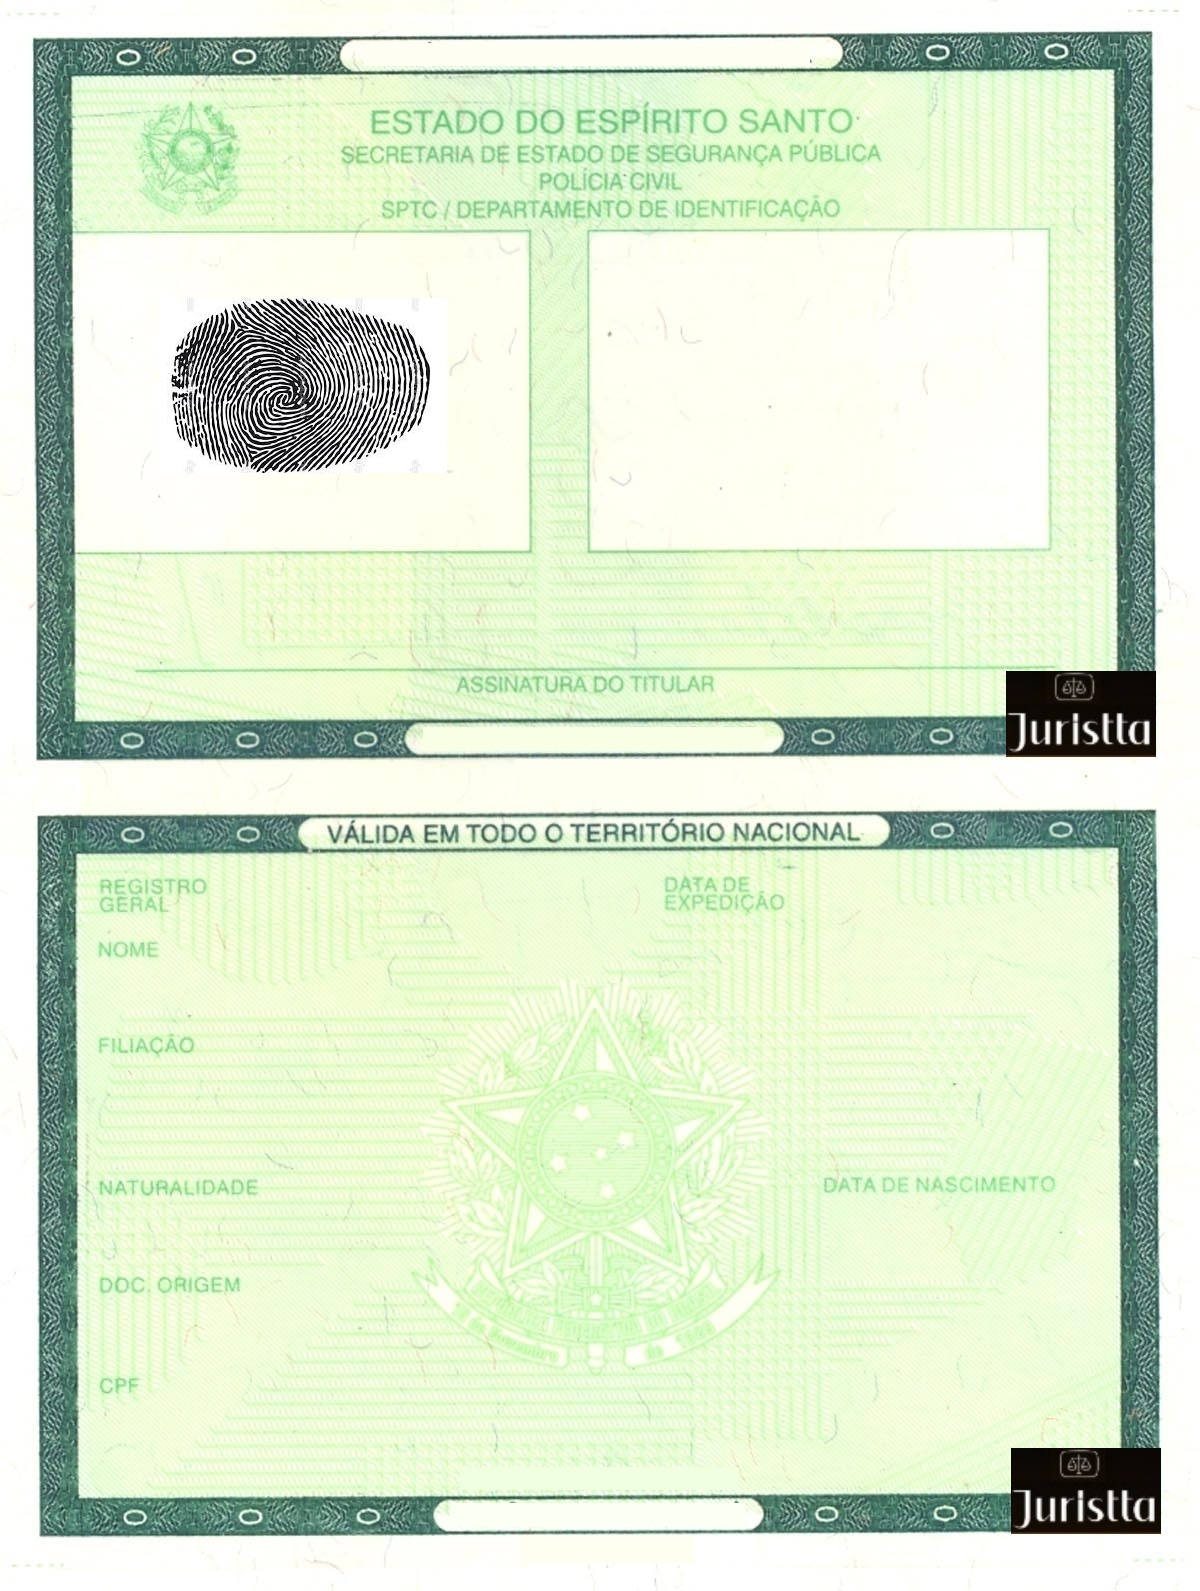 ESTADO DO ESPÍRITO SANTO
SECRETARIA DE ESTADO DE SEGURANÇA PÚBLICA
POLÍCIA CIVIL
SPTC / DEPARTAMENTO DE IDENTIFICAÇÃO
ASSINATURA DO TITULAR
Juristta
VÁLIDA EM TODO O TERRITÓRIO NACIONAL
REGISTRO GERAL
DATA DE EXPEDIÇÃO
NOME
FILIAÇÃO
NATURALIDADE
DATA DE NASCIMENTO
DOC. ORIGEM
CPF
Juristta